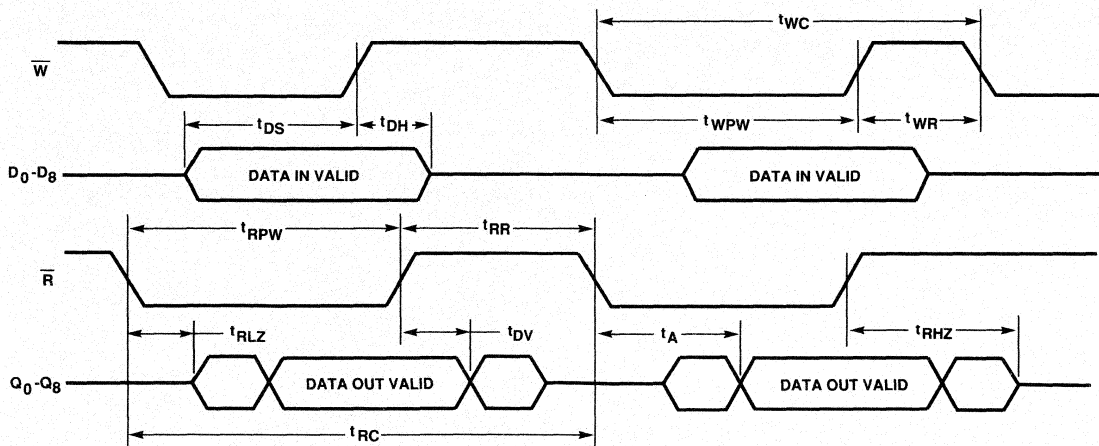 tWC
W
tDS
tDH
tWPW
tWR
D0-D8
DATA IN VALID
DATA IN VALID
tRPW
tRR
R
tRLZ
tDV
tA
tRHZ
Q0-Q8
DATA OUT VALID
DATA OUT VALID
tRC